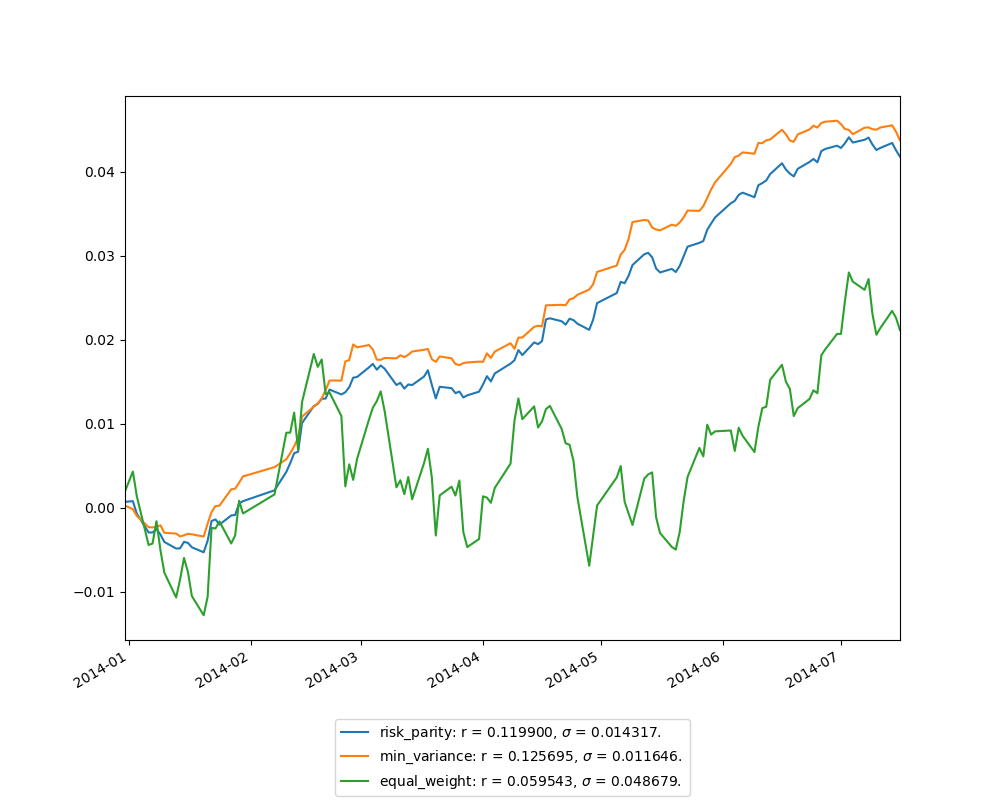 0.04
0.03
0.02
0.01
0.00
−0.01
2014-01 2014-02 2014-03 2014-04 2014-05 2014-06 2014-07
risk_parity: r = 0.119900, σ = 0.014317.
min_variance: r = 0.125695, σ = 0.011646.
equal_weight: r = 0.059543, σ = 0.048679.